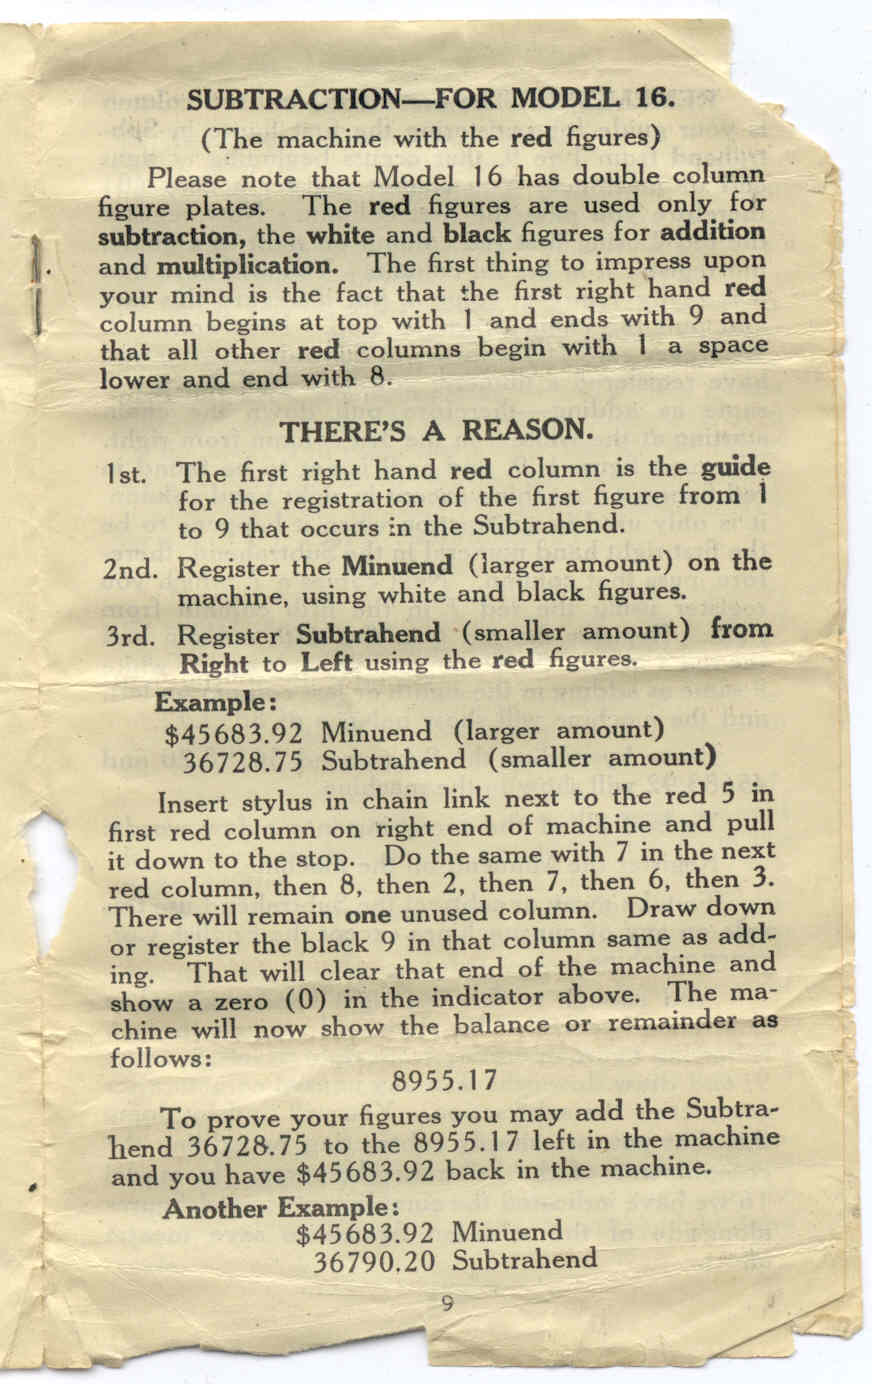 SUBTRACTION—FOR MODEL 16.
(The machine with the red figures)
Please note that Model 16 has double column
figure plates. The red figures are used only for
subtraction, the white and black figures for addition
and multiplication. The first thing to impress upon
your mind is the fact that the first right hand red
column begins at top with 1 and ends with 9 and
that all other red columns begin with 1 a space
lower and end with 8.
THERE'S A REASON.
1st. The first right hand red column is the guide
for the registration of the first figure from 1
to 9 that occurs in the Subtrahend.
2nd. Register the Minuend (larger amount) on the
machine, using white and black figures.
3rd. Register Subtrahend (smaller amount) from
Right to Left using the red figures.
Example:
$45683.92 Minuend (larger amount)
36728.75 Subtrahend (smaller amount)
Insert stylus in chain link next to the red 5 in
first red column on right end of machine and pull
it down to the stop. Do the same with 7 in the next
red column, then 8, then 2, then 7, then 6, then 3.
There will remain one unused column. Draw down
or register the black 9 in that column same as add-
ing. That will clear that end of the machine and
show a zero (0) in the indicator above. The ma-
chine will now show the balance or remainder as
follows:
8955.17
To prove your figures you may add the Subtra-
hend 36728.75 to the 8955.17 left in the machine
and you have $45683.92 back in the machine.
Another Example:
$45683.92 Minuend
36790.20 Subtrahend
9